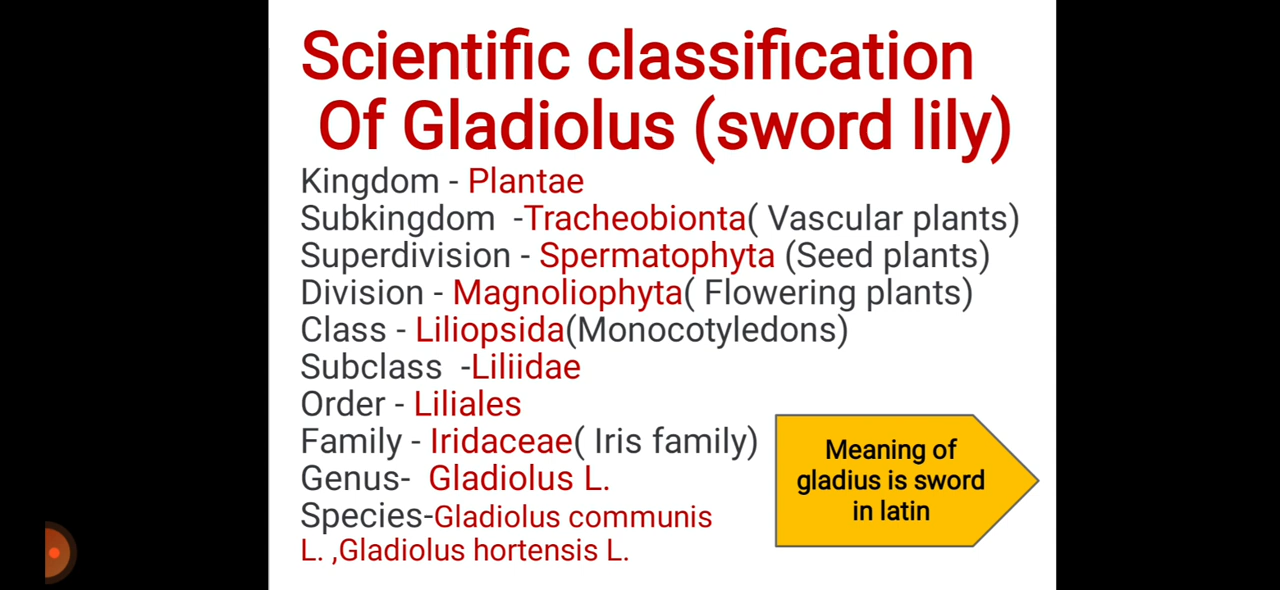 Scientific classification
Of Gladiolus (sword lily)
Kingdom - Plantae
Subkingdom -Tracheobionta( Vascular plants)
Superdivision - Spermatophyta (Seed plants)
Division - Magnoliophyta( Flowering plants)
Class - Liliopsida(Monocotyledons)
Subclass -Liliidae
Order - Liliales
Family - Iridaceae( Iris family)
Genus- Gladiolus L.
Species-Gladiolus communis
L. ,Gladiolus hortensis L.
Meaning of
gladius is sword
in latin